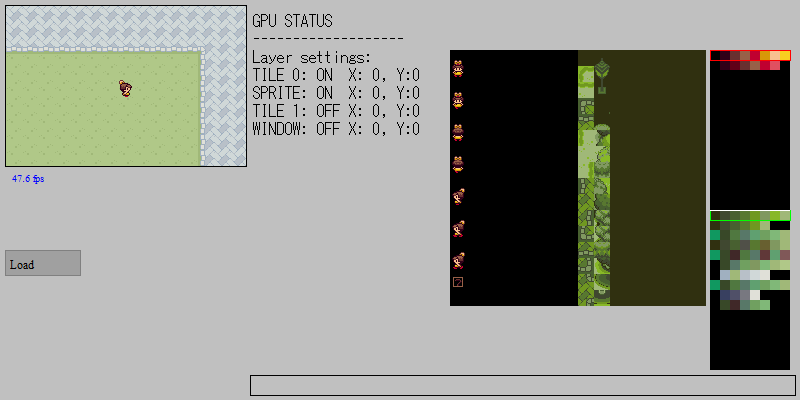 GPU STATUS
-------------------
Layer settings:
TILE 0: ON  X: 0, Y:0
SPRITE: ON  X: 0, Y:0
TILE 1: OFF X: 0, Y:0
WINDOW: OFF X: 0, Y:0
47.6 fps
Load